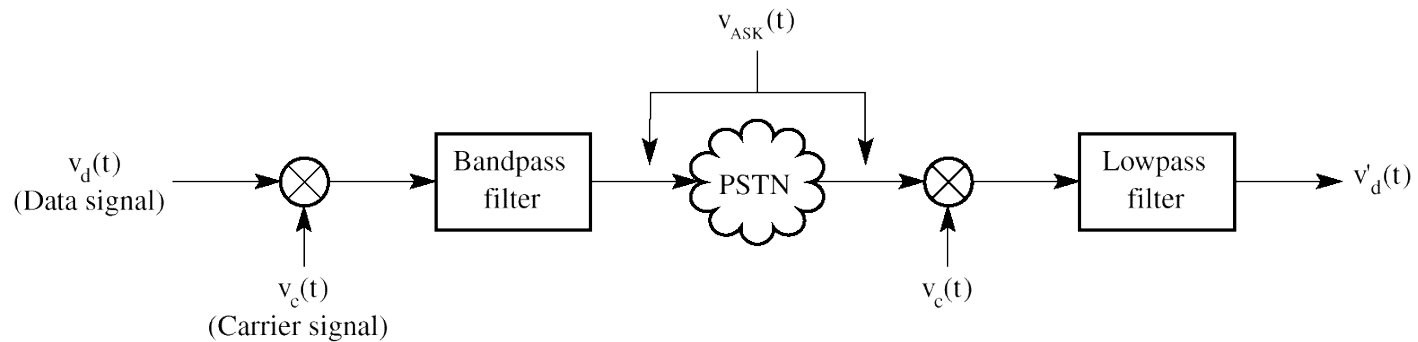 v_ASK(t)
v_d(t)
(Data signal)
Bandpass
filter
PSTN
Lowpass
filter
v'_d(t)
v_c(t)
(Carrier signal)
v_c(t)